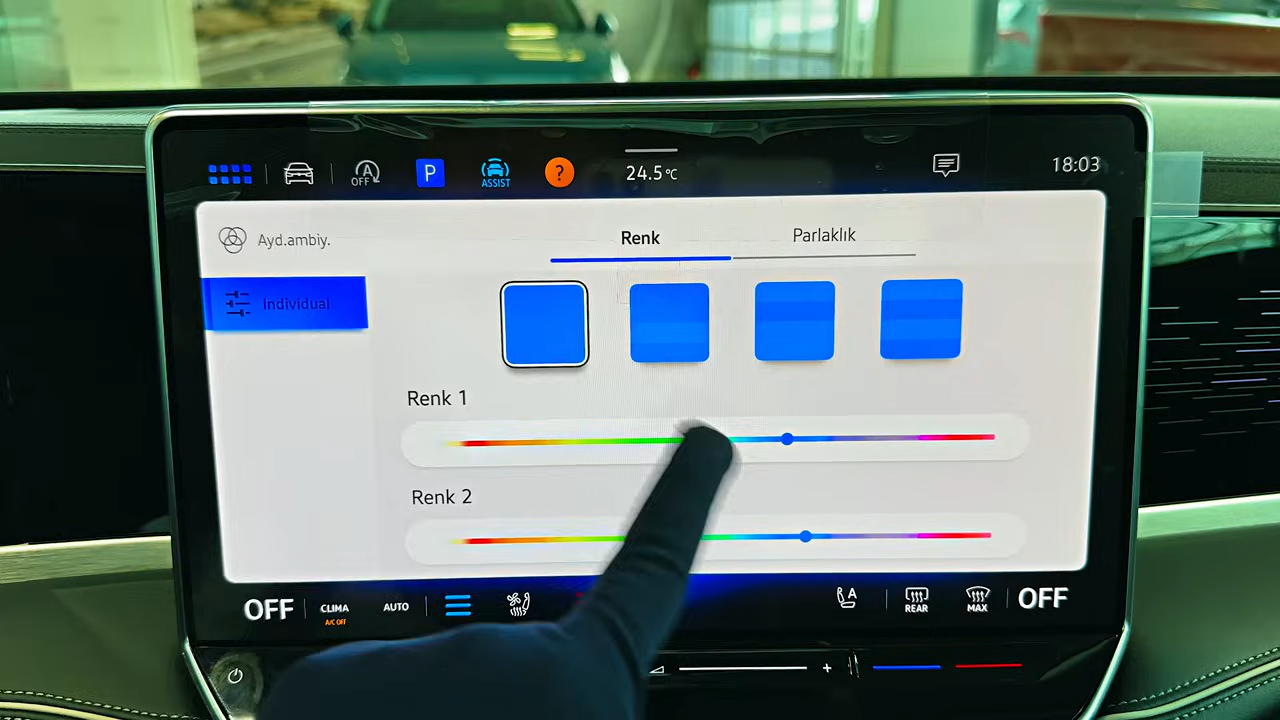 OFF
P
ASSIST
?
24.5°C
18:03
Ayd.ambiy.
Renk
Parlaklık
Individual
Renk 1
Renk 2
OFF
CLIMA
A/C OFF
AUTO
A
REAR
MAX
OFF